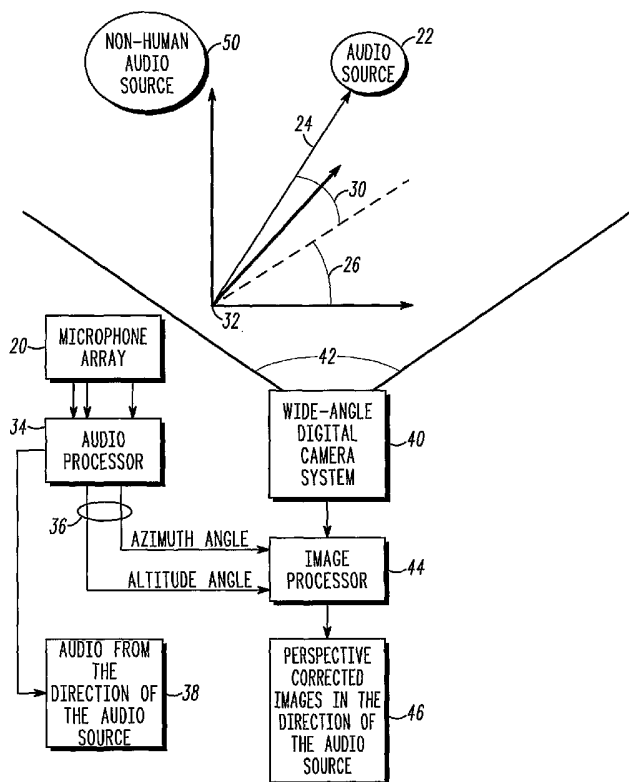 NON-HUMAN
AUDIO
SOURCE
50
AUDIO
SOURCE
22
24
30
26
32
42
20
MICROPHONE
ARRAY
34
AUDIO
PROCESSOR
36
WIDE-ANGLE
DIGITAL
CAMERA
SYSTEM
40
AZIMUTH ANGLE
ALTITUDE ANGLE
IMAGE
PROCESSOR
44
AUDIO FROM
THE
DIRECTION OF
THE AUDIO
SOURCE
38
PERSPECTIVE
CORRECTED
IMAGES IN THE
DIRECTION OF
THE AUDIO
SOURCE
46